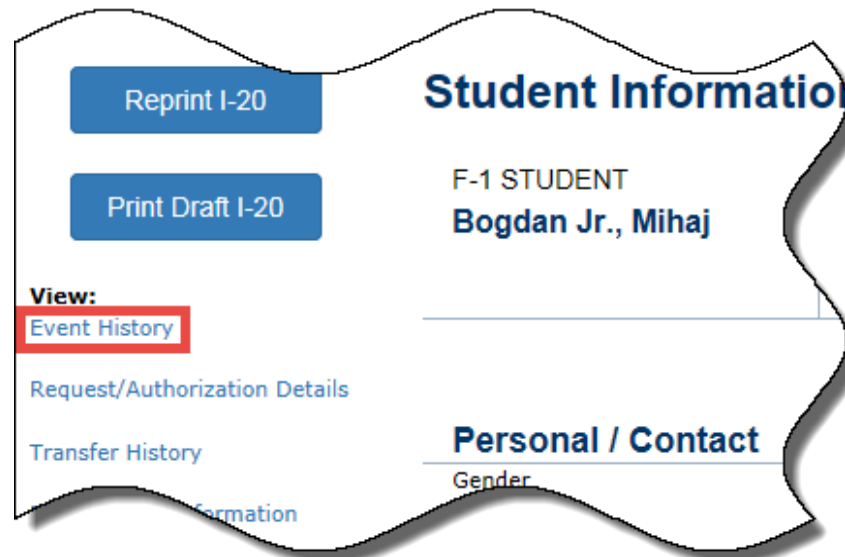 Reprint I-20
Print Draft I-20
View:
Event History
Request/Authorization Details
Transfer History
Student Information
F-1 STUDENT
Bogdan Jr., Mihaj
Personal / Contact
Gender